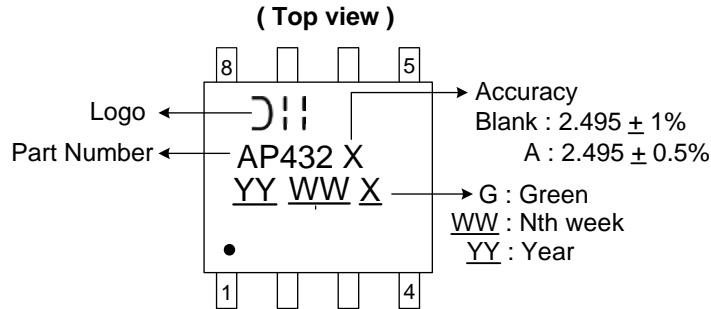 ( Top view )
8
5
Logo
Accuracy
Blank : 2.495 ± 1%
A : 2.495 ± 0.5%
Part Number
AP432 X
YY WW X
G : Green
WW : Nth week
YY : Year
1
4